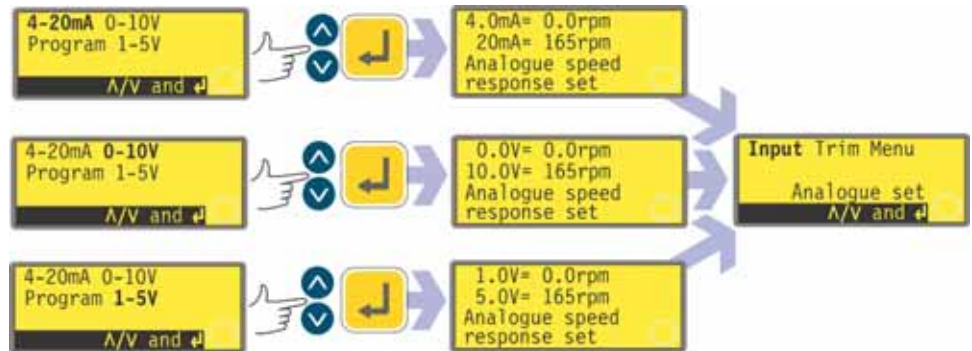 4-20mA 0-10V
Program 1-5V
∧/∨ and ↵
4.0mA= 0.0rpm
20mA= 165rpm
Analogue speed
response set
4-20mA 0-10V
Program 1-5V
∧/∨ and ↵
0.0V= 0.0rpm
10.0V= 165rpm
Analogue speed
response set
Input Trim Menu
Analogue set
∧/∨ and ↵
4-20mA 0-10V
Program 1-5V
∧/∨ and ↵
1.0V= 0.0rpm
5.0V= 165rpm
Analogue speed
response set